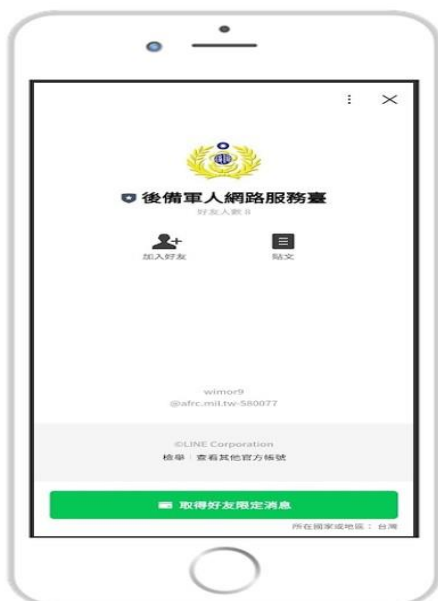 後備軍人網路服務臺
好友人數 8
加入好友 貼文
wimor9
@afrc.mil.tw-580077
©LINE Corporation
檢舉 | 查看其他官方帳號
取得好友限定消息
所在國家或地區： 台灣